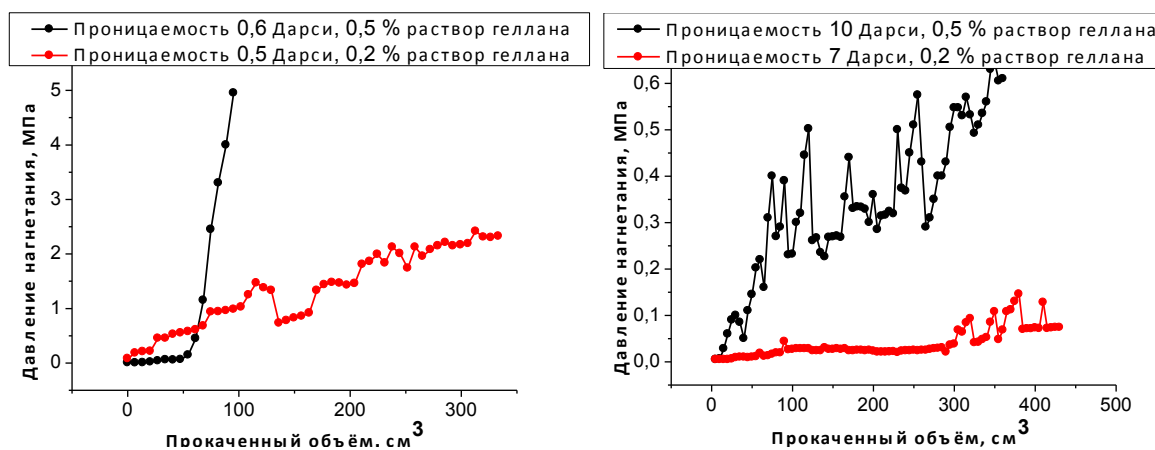 Проницаемость 0,6 Дарси, 0,5 % раствор геллана
Проницаемость 0,5 Дарси, 0,2 % раствор геллана
5
4
3
2
1
0
Давление нагнетания, МПа
0
100
200
300
Прокаченный объём, см3
Проницаемость 10 Дарси, 0,5 % раствор геллана
Проницаемость 7 Дарси, 0,2 % раствор геллана
0,6
0,5
0,4
0,3
0,2
0,1
0,0
Давление нагнетания, МПа
0
100
200
300
400
500
Прокаченный объём, см3